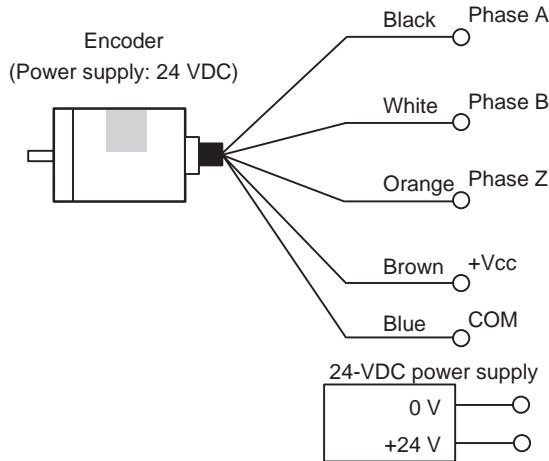 Encoder
(Power supply: 24 VDC)
Black Phase A
White Phase B
Orange Phase Z
Brown +Vcc
Blue COM
24-VDC power supply
0 V
+24 V